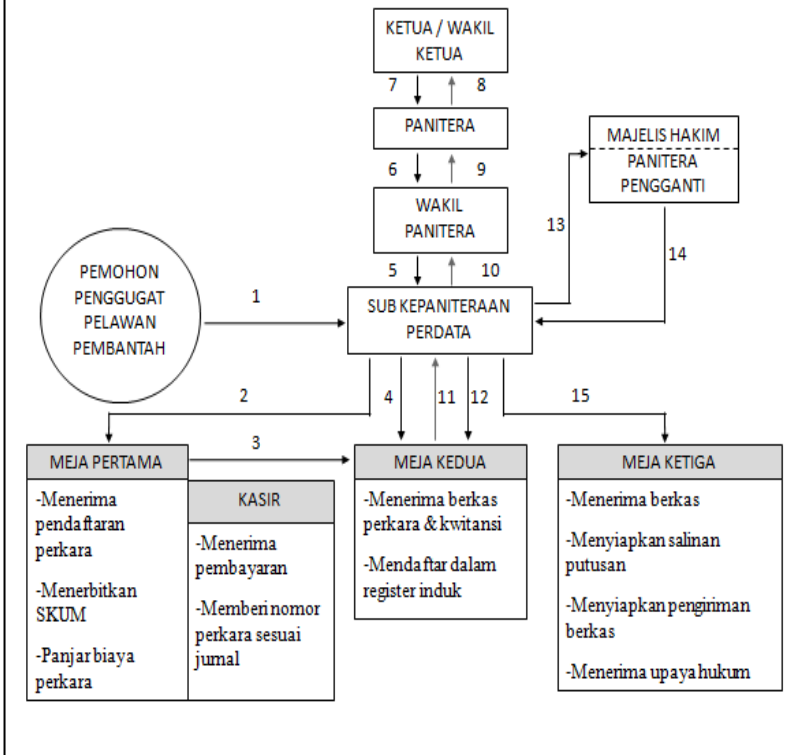 KETUA / WAKIL
KETUA
7
8
PANITERA
6
9
WAKIL
PANITERA
5
10
MAJELIS HAKIM
PANITERA
PENGGANTI
13
14
PEMOHON
PENGGUGAT
PELAWAN
PEMBANTAH
1
SUB KEPANITERAAN
PERDATA
2
4
11
12
15
3
MEJA PERTAMA
-Menerima
pendaftaran
perkara
-Menerbitkan
SKUM
-Panjar biaya
perkara
KASIR
-Menerima
pembayaran
-Memberi nomor
perkara sesuai
jurnal
MEJA KEDUA
-Menerima berkas
perkara & kwitansi
-Mendaftar dalam
register induk
MEJA KETIGA
-Menerima berkas
-Menyiapkan salinan
putusan
-Menyiapkan pengiriman
berkas
-Menerima upaya hukum